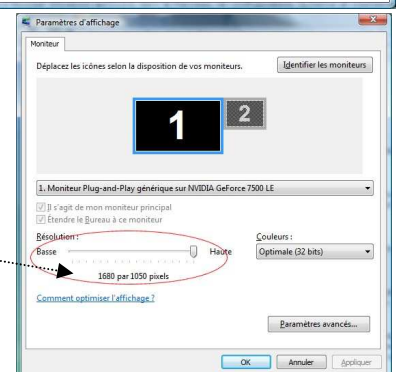 Paramètres d'affichage
Moniteur
Déplacez les icônes selon la disposition de vos moniteurs.
Identifier les moniteurs
1
2
1. Moniteur Plug-and-Play générique sur NVIDIA GeForce 7500 LE
Il s'agit de mon moniteur principal
Étendre le Bureau à ce moniteur
Résolution :
Couleurs :
Basse
Haute
Optimale (32 bits)
1680 par 1050 pixels
Comment optimiser l'affichage ?
Paramètres avancés...
OK
Annuler
Appliquer